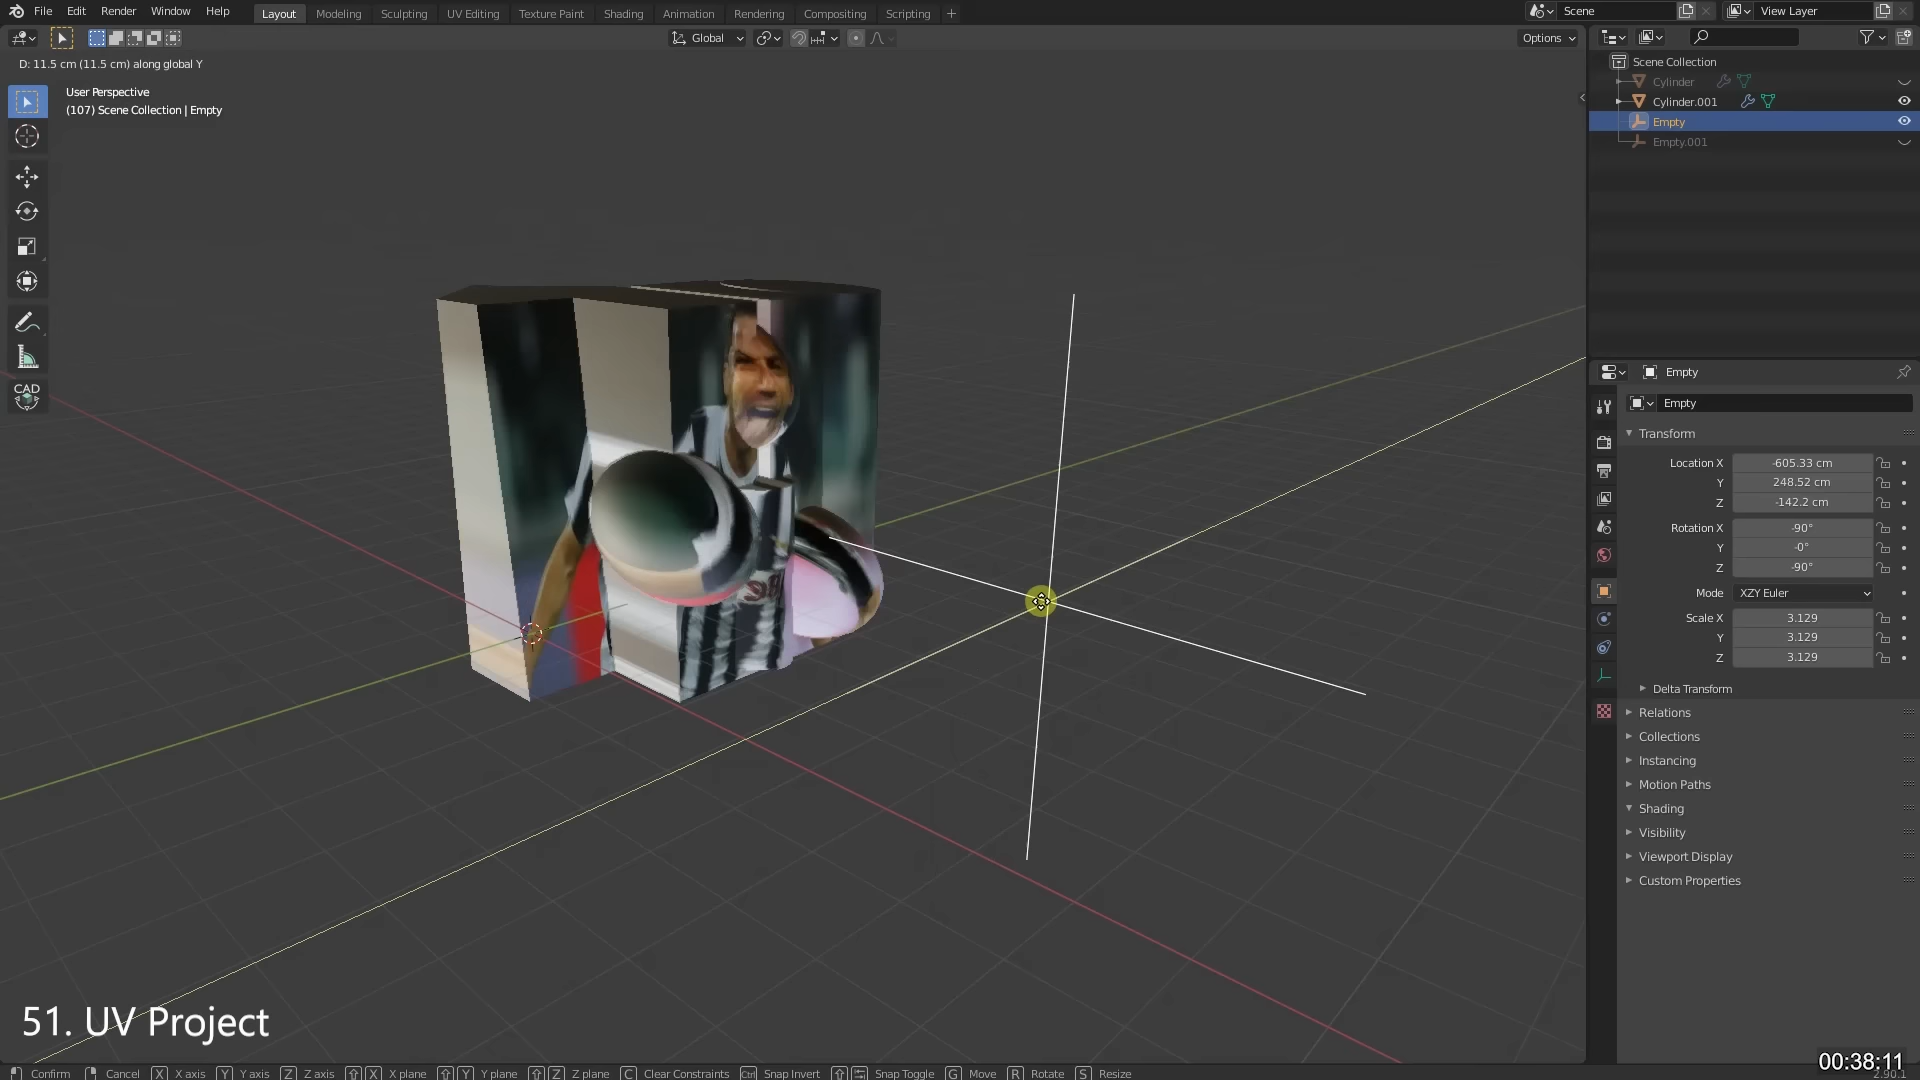 File Edit Render Window Help Layout Modeling Sculpting UV Editing Texture Paint Shading Animation Rendering Compositing Scripting Scene View Layer
Global Options
D: 11.5 cm (11.5 cm) along global Y
User Perspective
(107) Scene Collection | Empty
CAD
Scene Collection
Cylinder
Cylinder.001
Empty
Empty.001
Empty
Empty
Transform
Location X -605.33 cm
Y 248.52 cm
Z -142.2 cm
Rotation X -90°
Y -0°
Z -90°
Mode XZY Euler
Scale X 3.129
Y 3.129
Z 3.129
Delta Transform
Relations
Collections
Instancing
Motion Paths
Shading
Visibility
Viewport Display
Custom Properties
51. UV Project
00:38:11
Confirm Cancel X X axis Y Y axis Z Z axis X X plane Y Y plane Z Z plane C Clear Constraints Ctrl Snap Invert Snap Toggle G Move R Rotate S Resize 2.90.1